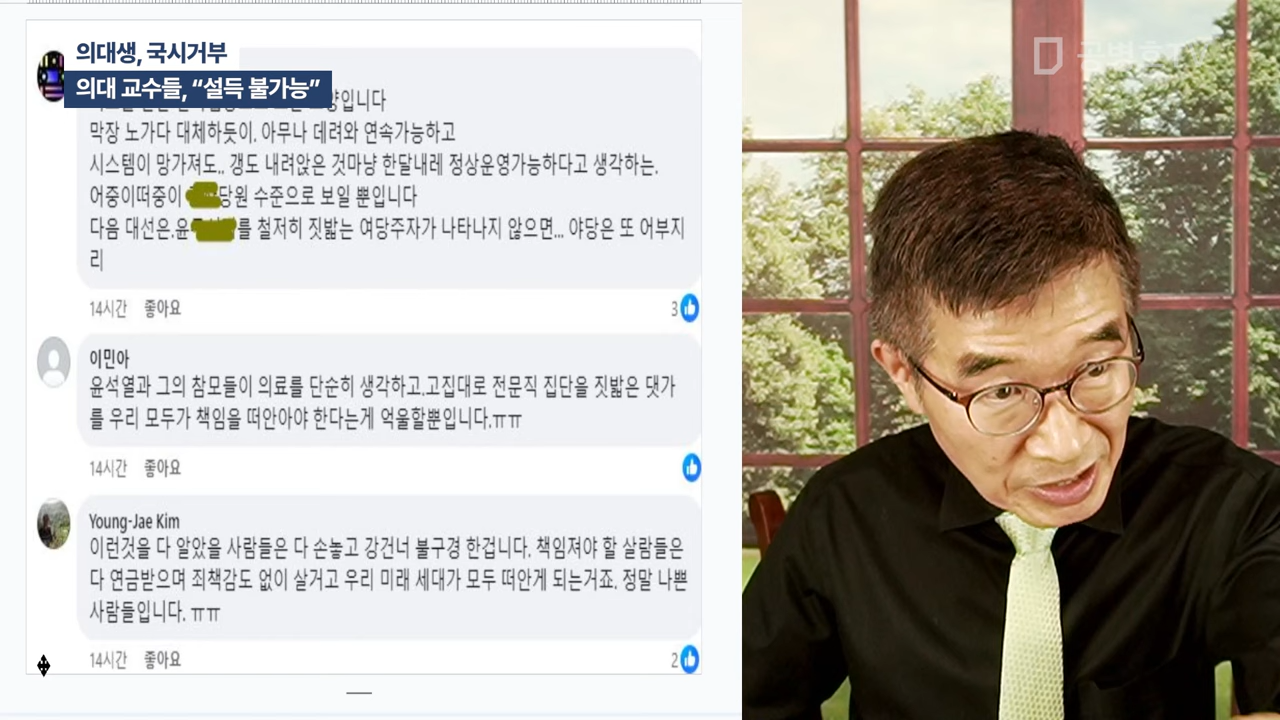 의대생, 국시거부
의대 교수들, “설득 불가능”
양입니다
막장 노가다 대체하듯이. 아무나 데려와 연속가능하고
시스템이 망가져도.. 갱도 내려앉은 것마냥 한달내레 정상운영가능하다고 생각하는.
어중이떠중이 당원 수준으로 보일 뿐입니다
다음 대선은.윤 를 철저히 짓밟는 여당주자가 나타나지 않으면... 야당은 또 어부지
리
14시간 좋아요 3
이민아
윤석열과 그의 참모들이 의료를 단순히 생각하고.고집대로 전문직 집단을 짓밟은 댓가
를 우리 모두가 책임을 떠안아야 한다는게 억울할뿐입니다.ㅠㅠ
14시간 좋아요
Young-Jae Kim
이런것을 다 알았을 사람들은 다 손놓고 강건너 불구경 한겁니다. 책임져야 할 살람들은
다 연금받으며 죄책감도 없이 살거고 우리 미래 세대가 모두 떠안게 되는거죠. 정말 나쁜
사람들입니다. ㅠㅠ
14시간 좋아요 2